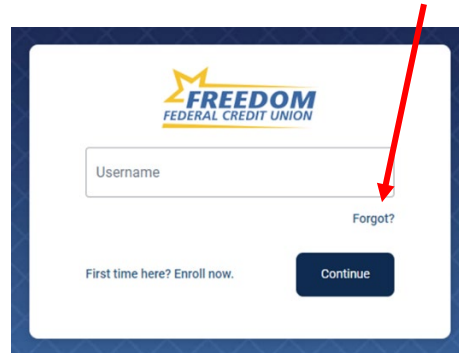 FREEDOM
FEDERAL CREDIT UNION
Username
Forgot?
First time here? Enroll now.
Continue